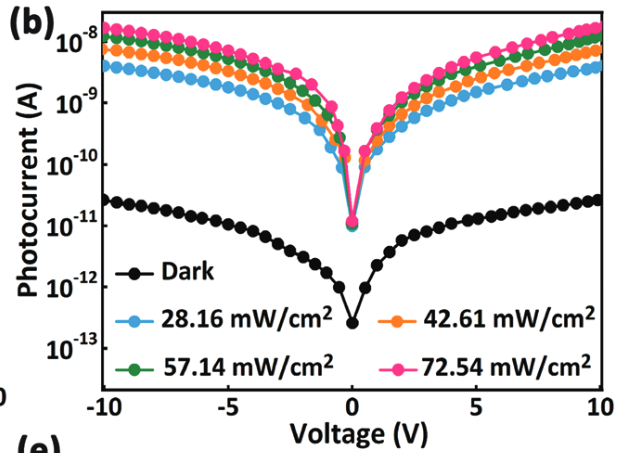 (b)
Photocurrent (A)
10-8
10-9
10-10
10-11
10-12
10-13
Dark
28.16 mW/cm2
42.61 mW/cm2
57.14 mW/cm2
72.54 mW/cm2
-10
-5
0
5
10
Voltage (V)
0
(e)